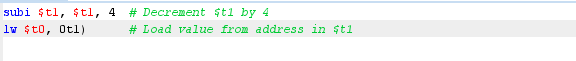 subi $t1, $t1, 4 # Decrement $t1 by 4
lw $t0, 0t1) # Load value from address in $t1